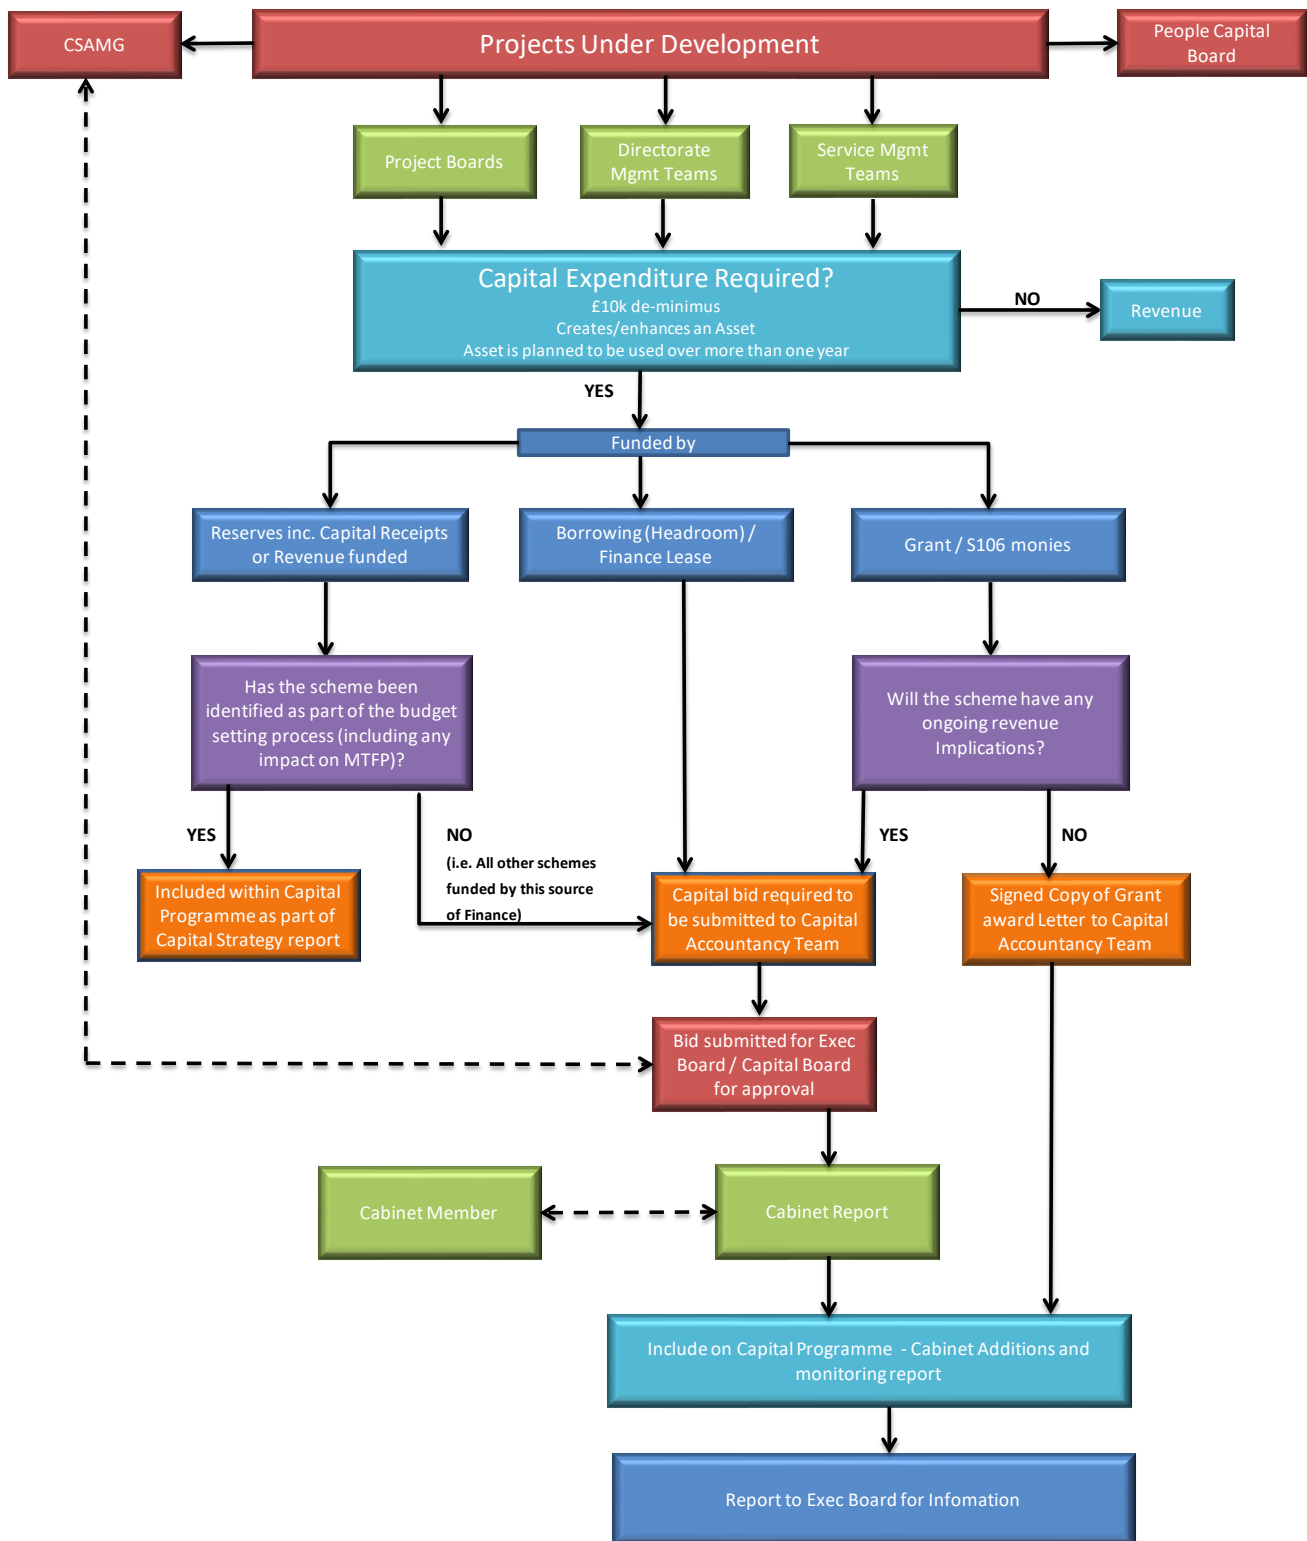 CSAMG
Projects Under Development
People Capital
Board
Project Boards
Directorate
Mgmt Teams
Service Mgmt
Teams
Capital Expenditure Required?
£10k de-minimus
Creates/enhances an Asset
Asset is planned to be used over more than one year
NO
Revenue
YES
Funded by
Reserves inc. Capital Receipts
or Revenue funded
Borrowing (Headroom) /
Finance Lease
Grant / S106 monies
Has the scheme been
identified as part of the budget
setting process (including any
impact on MTFP)?
Will the scheme have any
ongoing revenue
Implications?
YES
NO
(i.e. All other schemes
funded by this source
of Finance)
YES
NO
Included within Capital
Programme as part of
Capital Strategy report
Capital bid required to
be submitted to Capital
Accountancy Team
Signed Copy of Grant
award Letter to Capital
Accountancy Team
Bid submitted for Exec
Board / Capital Board
for approval
Cabinet Member
Cabinet Report
Include on Capital Programme - Cabinet Additions and
monitoring report
Report to Exec Board for Infomation